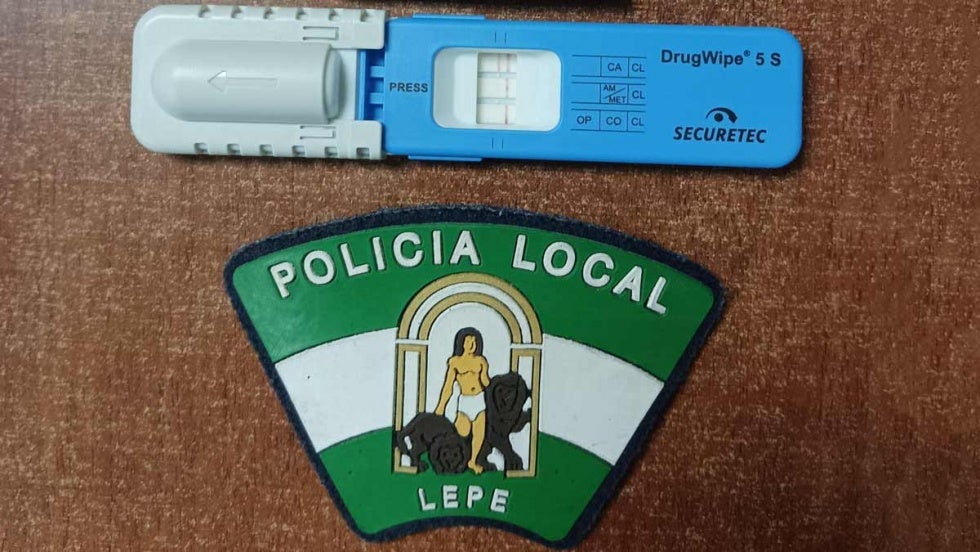 PRESS
DrugWipe® 5 S
CA CL
AM/MET CL
OP CO CL
SECURETEC
POLICIA LOCAL
LEPE